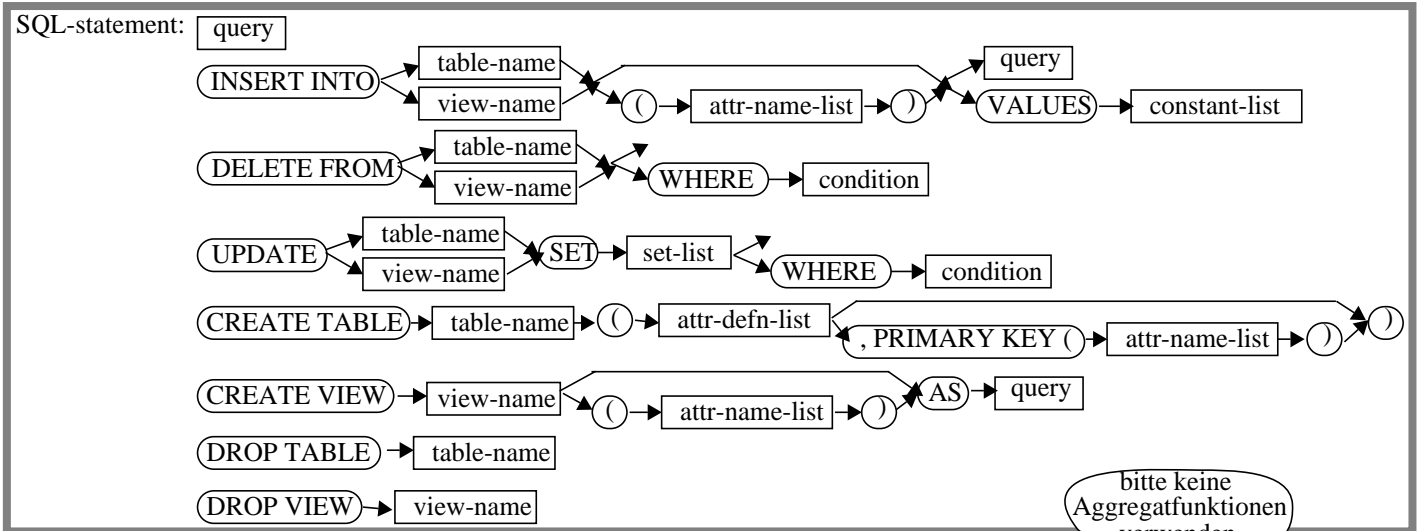 SQL-statement: query
INSERT INTO table-name view-name ( attr-name-list ) query VALUES constant-list
DELETE FROM table-name view-name WHERE condition
UPDATE table-name view-name SET set-list WHERE condition
CREATE TABLE table-name ( attr-defn-list , PRIMARY KEY ( attr-name-list ) )
CREATE VIEW view-name ( attr-name-list ) AS query
DROP TABLE table-name
DROP VIEW view-name
bitte keine
Aggregatfunktionen
verwenden